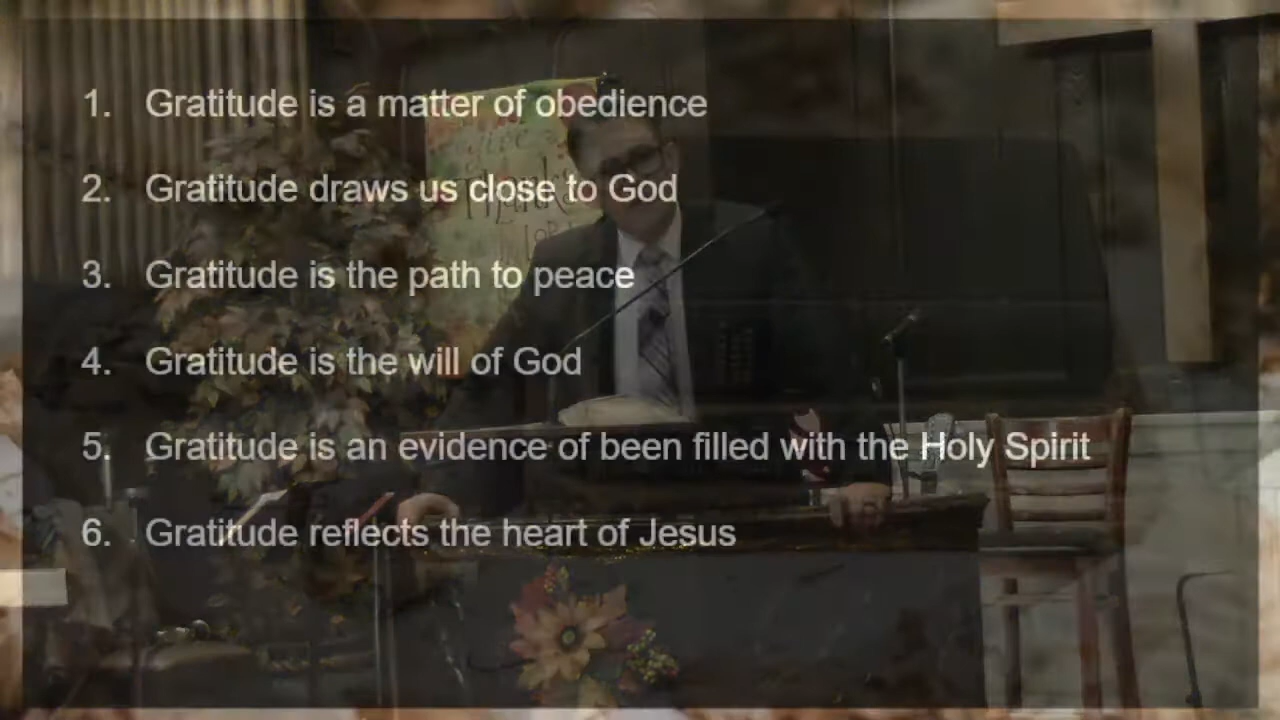 1. Gratitude is a matter of obedience
2. Gratitude draws us close to God
3. Gratitude is the path to peace
4. Gratitude is the will of God
5. Gratitude is an evidence of been filled with the Holy Spirit
6. Gratitude reflects the heart of Jesus
give
Thanks